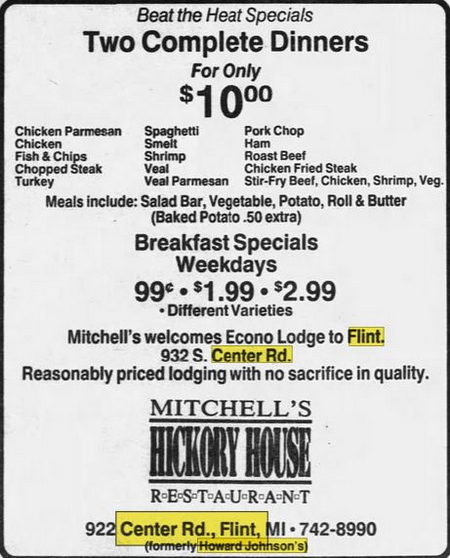 Beat the Heat Specials
Two Complete Dinners
For Only
$10⁰⁰
Chicken Parmesan Spaghetti Pork Chop
Chicken Smelt Ham
Fish & Chips Shrimp Roast Beef
Chopped Steak Veal Chicken Fried Steak
Turkey Veal Parmesan Stir-Fry Beef, Chicken, Shrimp, Veg.
Meals include: Salad Bar, Vegetable, Potato, Roll & Butter
(Baked Potato .50 extra)
Breakfast Specials
Weekdays
99¢ • $1.99 • $2.99
• Different Varieties
Mitchell's welcomes Econo Lodge to Flint.
932 S. Center Rd.
Reasonably priced lodging with no sacrifice in quality.
MITCHELL'S
HICKORY HOUSE
R•E•S•T•A•U•R•A•N•T
922 Center Rd., Flint, MI • 742-8990
(formerly Howard Johnson's)